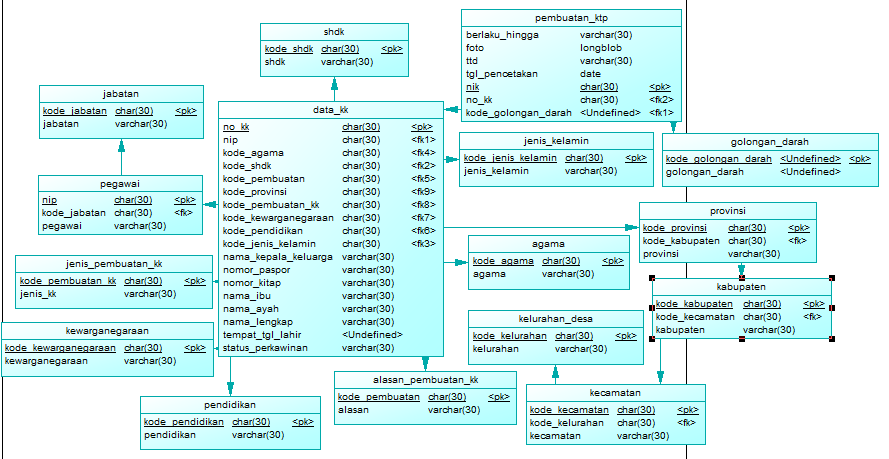 pembuatan_ktp
berlaku_hingga varchar(30)
foto longblob
ttd varchar(30)
tgl_pencetakan date
nik char(30) <pk>
no_kk char(30) <fk2>
kode_golongan_darah <Undefined> <fk1>
shdk
kode_shdk char(30) <pk>
shdk varchar(30)
jabatan
kode_jabatan char(30) <pk>
jabatan varchar(30)
data_kk
no_kk char(30) <pk>
nip char(30) <fk1>
kode_agama char(30) <fk4>
kode_shdk char(30) <fk2>
kode_pembuatan char(30) <fk5>
kode_provinsi char(30) <fk9>
kode_pembuatan_kk char(30) <fk8>
kode_kewarganegaraan char(30) <fk7>
kode_pendidikan char(30) <fk6>
kode_jenis_kelamin char(30) <fk3>
nama_kepala_keluarga varchar(30)
nomor_paspor varchar(30)
nomor_kitap varchar(30)
nama_ibu varchar(30)
nama_ayah varchar(30)
nama_lengkap varchar(30)
tempat_tgl_lahir <Undefined>
status_perkawinan varchar(30)
jenis_kelamin
kode_jenis_kelamin char(30) <pk>
jenis_kelamin varchar(30)
golongan_darah
kode_golongan_darah <Undefined> <pk>
golongan_darah <Undefined>
pegawai
nip char(30) <pk>
kode_jabatan char(30) <fk>
pegawai varchar(30)
provinsi
kode_provinsi char(30) <pk>
kode_kabupaten char(30) <fk>
provinsi varchar(30)
agama
kode_agama char(30) <pk>
agama varchar(30)
jenis_pembuatan_kk
kode_pembuatan_kk char(30) <pk>
jenis_kk varchar(30)
kabupaten
kode_kabupaten char(30) <pk>
kode_kecamatan char(30) <fk>
kabupaten varchar(30)
kewarganegaraan
kode_kewarganegaraan char(30) <pk>
kewarganegaraan varchar(30)
kelurahan_desa
kode_kelurahan char(30) <pk>
kelurahan varchar(30)
alasan_pembuatan_kk
kode_pembuatan char(30) <pk>
alasan varchar(30)
kecamatan
kode_kecamatan char(30) <pk>
kode_kelurahan char(30) <fk>
kecamatan varchar(30)
pendidikan
kode_pendidikan char(30) <pk>
pendidikan varchar(30)